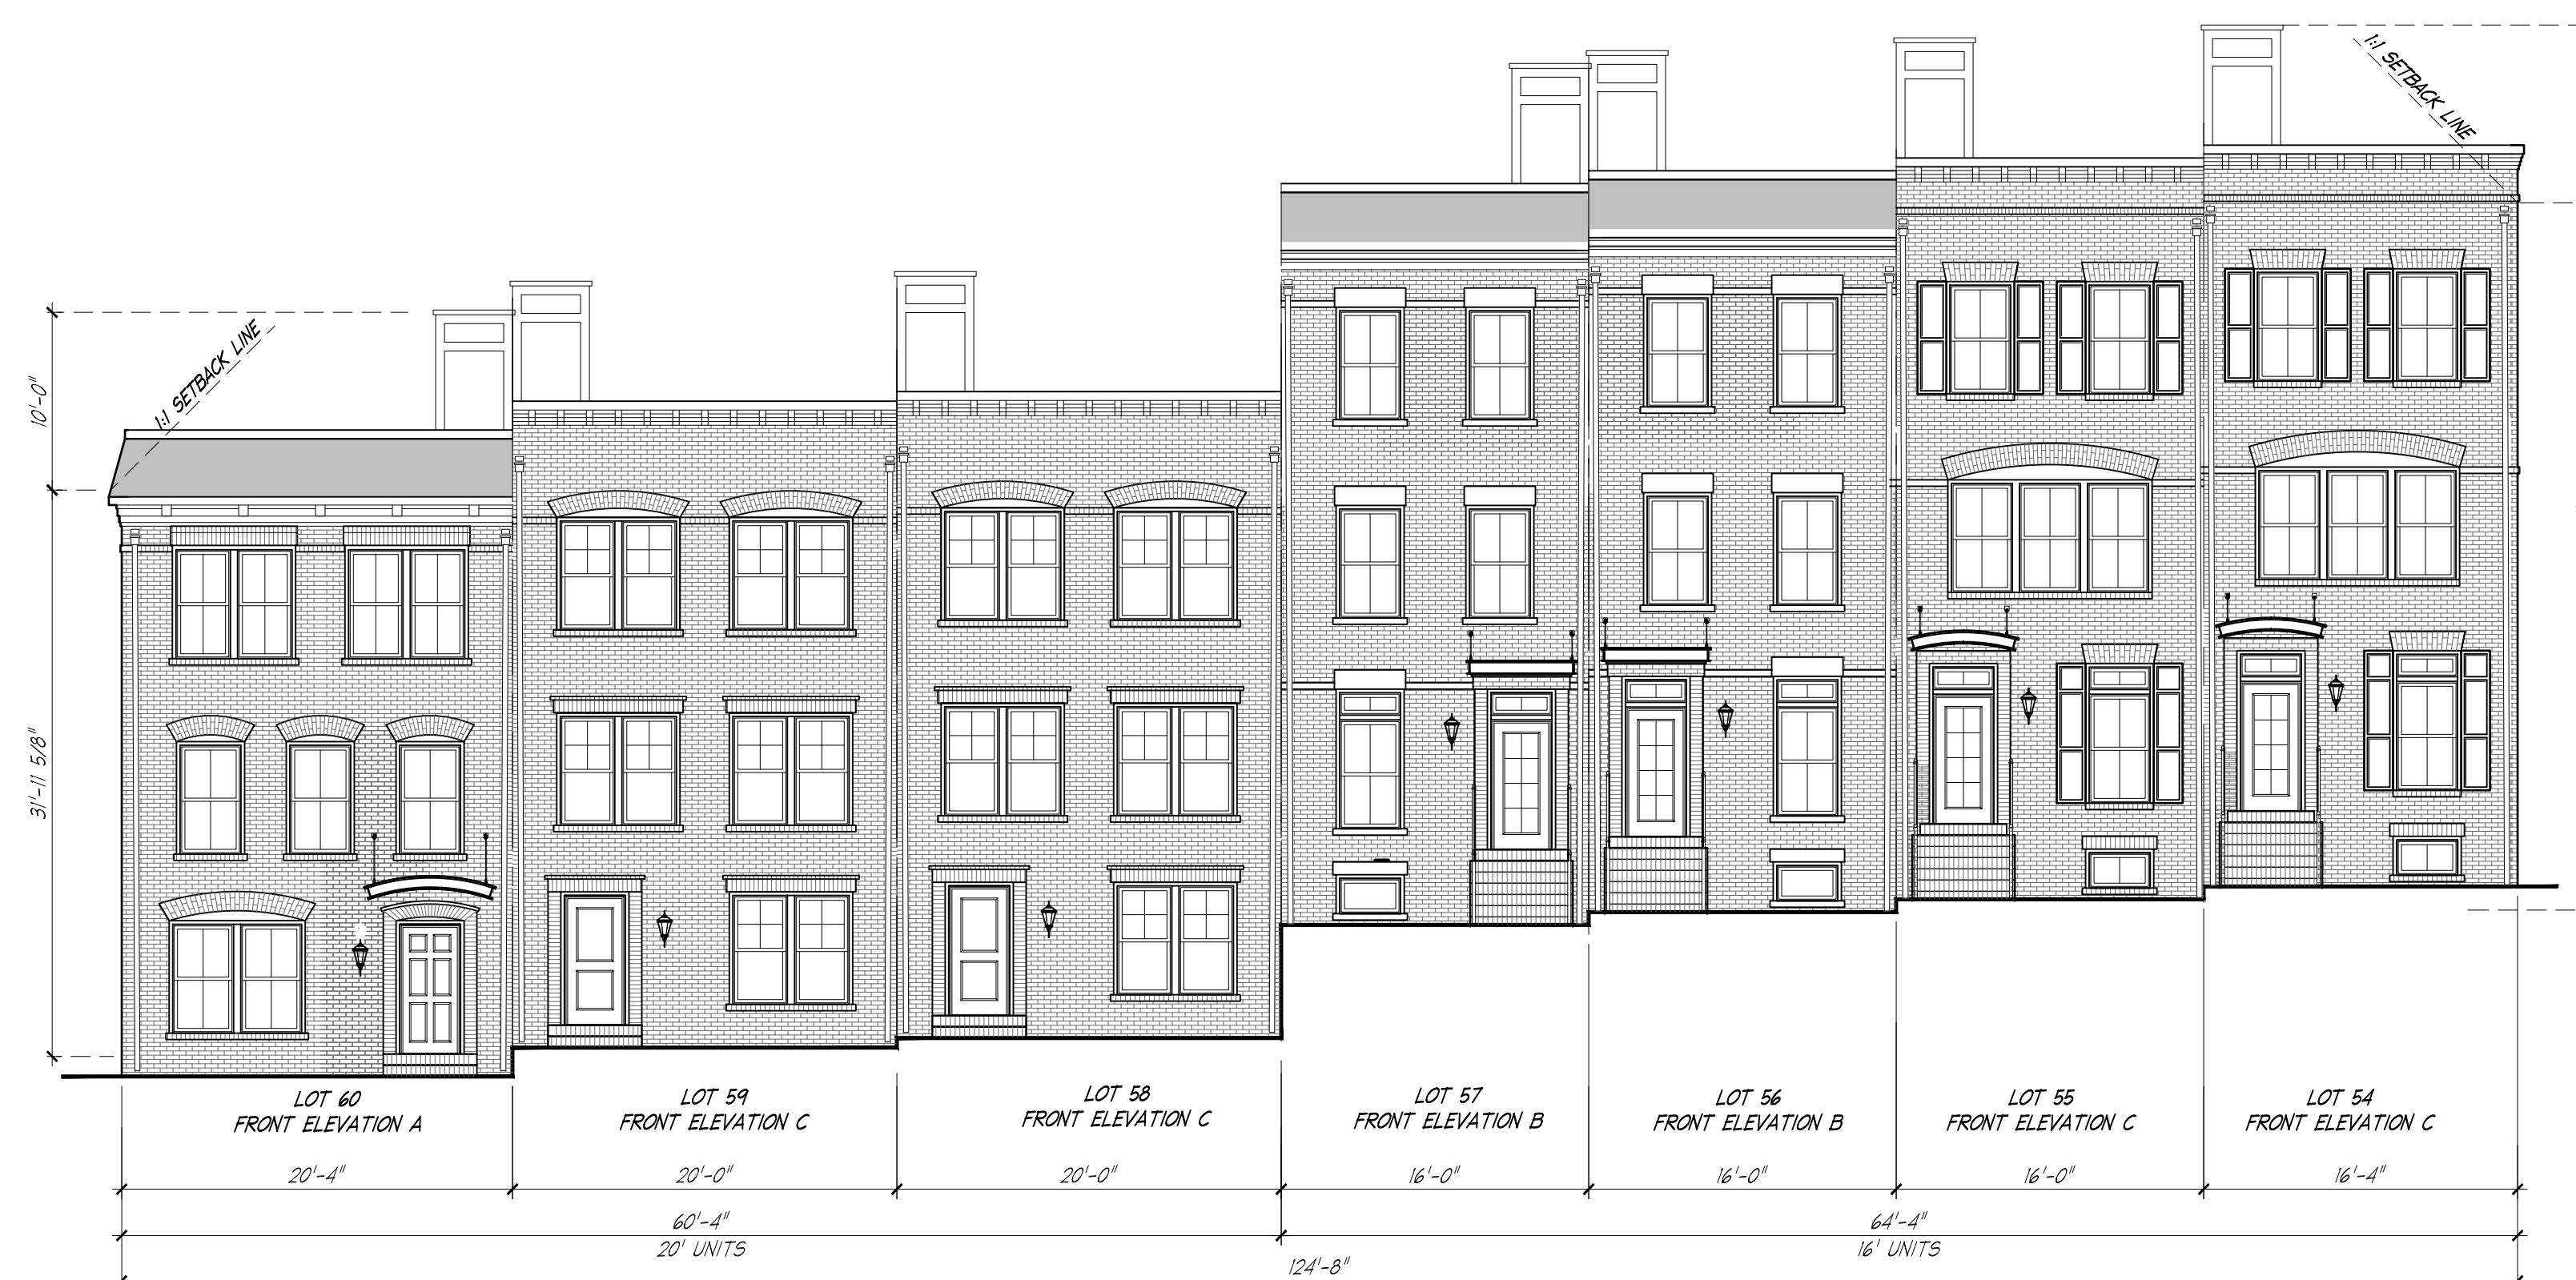 1:1 SETBACK LINE
1:1 SETBACK LINE
10'-0"
31'-11 5/8"
LOT 60
FRONT ELEVATION A
LOT 59
FRONT ELEVATION C
LOT 58
FRONT ELEVATION C
LOT 57
FRONT ELEVATION B
LOT 56
FRONT ELEVATION B
LOT 55
FRONT ELEVATION C
LOT 54
FRONT ELEVATION C
20'-4"
20'-0"
20'-0"
16'-0"
16'-0"
16'-0"
16'-4"
60'-4"
20' UNITS
64'-4"
16' UNITS
124'-8"